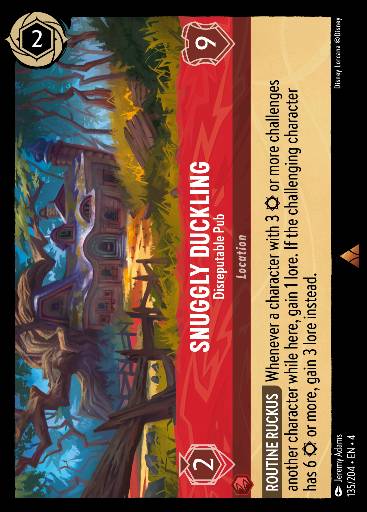 2
9
SNUGGLY DUCKLING
Disreputable Pub
2
Location
ROUTINE RUCKUS Whenever a character with 3 or more challenges
another character while here, gain 1 lore. If the challenging character
has 6 or more, gain 3 lore instead.
Jeremy Adams
135/204 • EN • 4
Disney Lorcana ©Disney